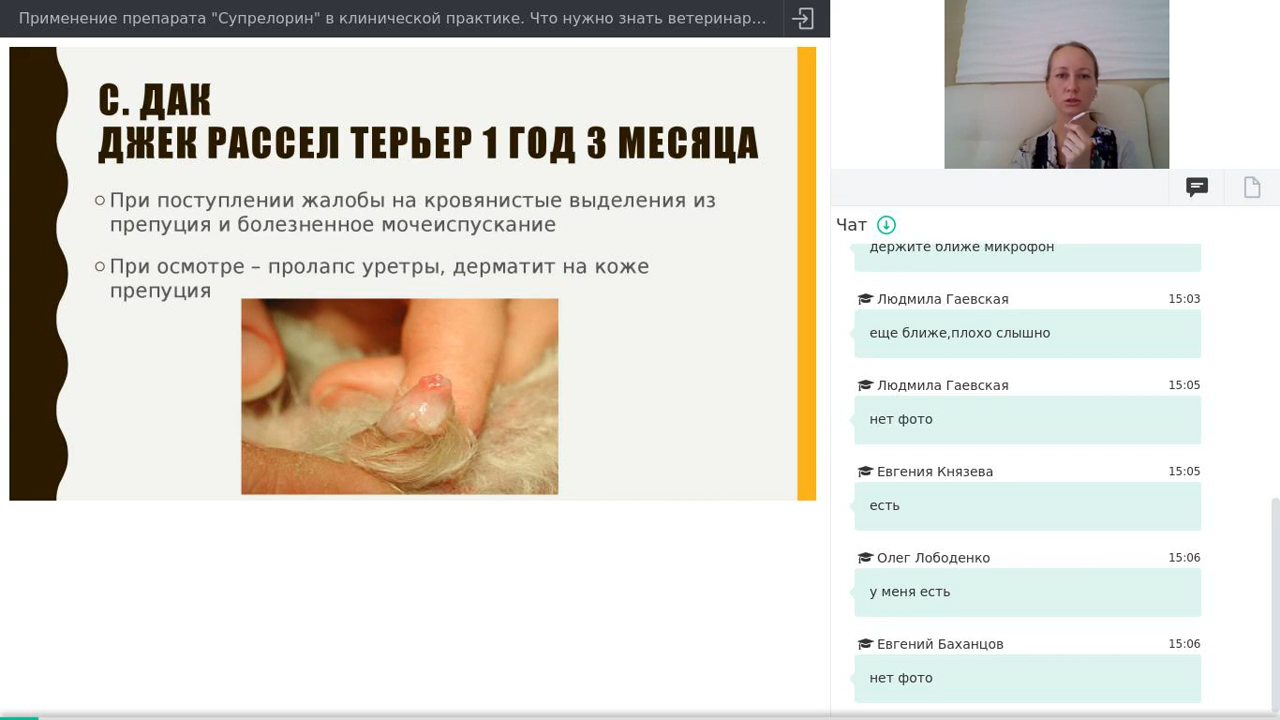 Применение препарата "Супрелорин" в клинической практике. Что нужно знать ветеринар...
С. ДАК
ДЖЕК РАССЕЛ ТЕРЬЕР 1 ГОД 3 МЕСЯЦА
При поступлении жалобы на кровянистые выделения из
препуция и болезненное мочеиспускание
При осмотре – пролапс уретры, дерматит на коже
препуция
Чат
держите ближе микрофон
Людмила Гаевская 15:03
еще ближе,плохо слышно
Людмила Гаевская 15:05
нет фото
Евгения Князева 15:05
есть
Олег Лободенко 15:06
у меня есть
Евгений Баханцов 15:06
нет фото